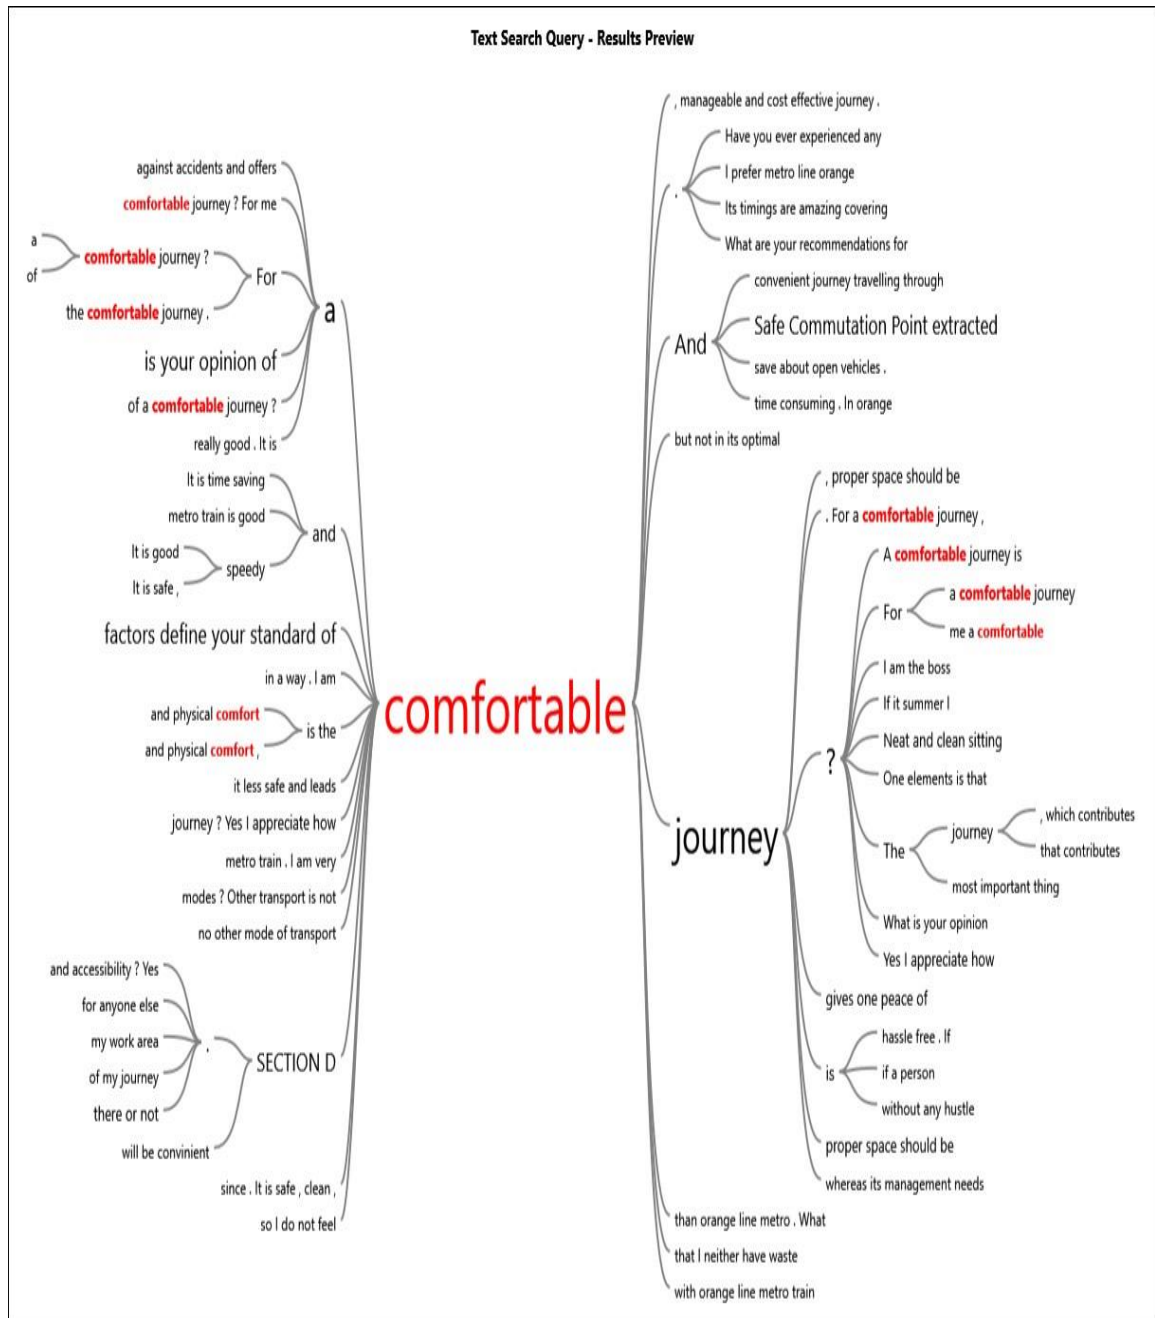 Text Search Query - Results Preview
against accidents and offers
comfortable journey ? For me
a
of
comfortable journey ?
the comfortable journey .
For
is your opinion of
of a comfortable journey ?
really good . It is
a
It is time saving
metro train is good
It is good
It is safe ,
speedy
and
factors define your standard of
in a way . I am
and physical comfort
and physical comfort ,
is the
it less safe and leads
journey ? Yes I appreciate how
metro train . I am very
modes ? Other transport is not
no other mode of transport
and accessibility ? Yes
for anyone else
my work area
of my journey
there or not
.
will be convinient
SECTION D
since . It is safe , clean ,
so I do not feel
comfortable
, manageable and cost effective journey .
.
Have you ever experienced any
I prefer metro line orange
Its timings are amazing covering
What are your recommendations for
And
convenient journey travelling through
Safe Commutation Point extracted
save about open vehicles .
time consuming . In orange
but not in its optimal
journey
, proper space should be
. For a comfortable journey ,
?
A comfortable journey is
For
a comfortable journey
me a comfortable
I am the boss
If it summer I
Neat and clean sitting
One elements is that
The
journey
, which contributes
that contributes
most important thing
What is your opinion
Yes I appreciate how
gives one peace of
is
hassle free . If
if a person
without any hustle
proper space should be
whereas its management needs
than orange line metro . What
that I neither have waste
with orange line metro train